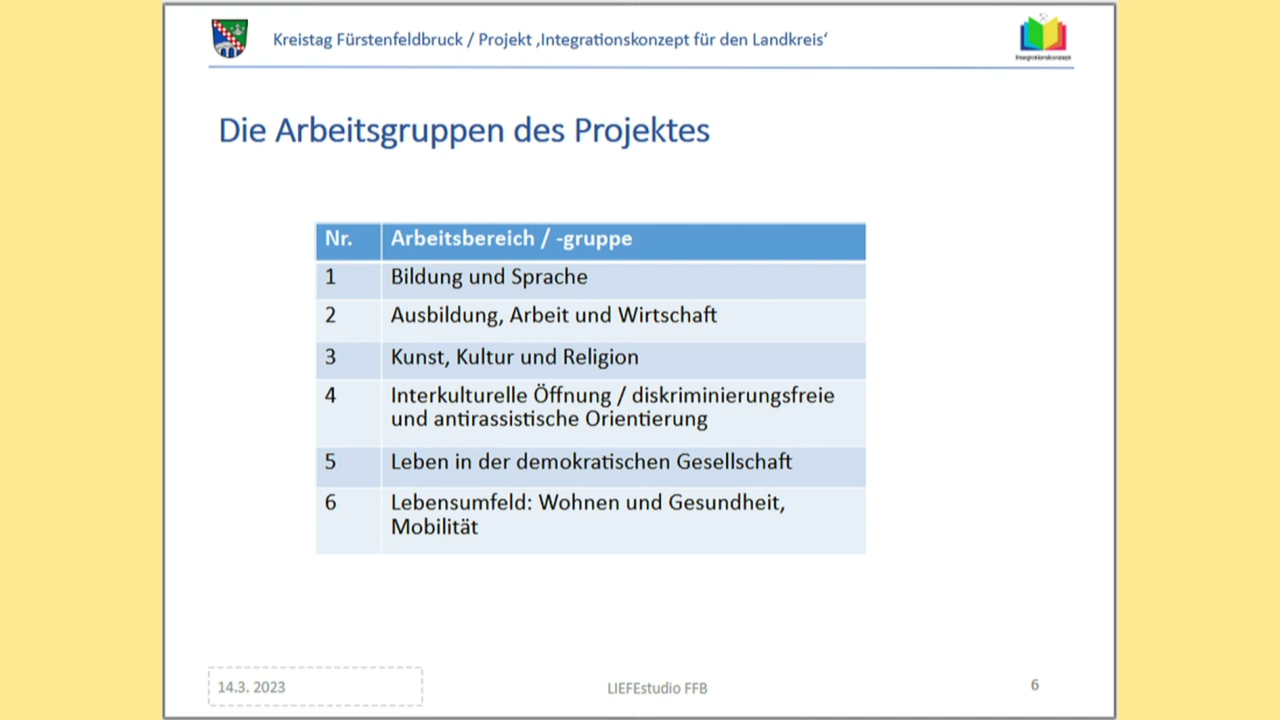 Kreistag Fürstenfeldbruck / Projekt ‚Integrationskonzept für den Landkreis‘
Integrationskonzept
Die Arbeitsgruppen des Projektes
Nr. Arbeitsbereich / -gruppe
1 Bildung und Sprache
2 Ausbildung, Arbeit und Wirtschaft
3 Kunst, Kultur und Religion
4 Interkulturelle Öffnung / diskriminierungsfreie
und antirassistische Orientierung
5 Leben in der demokratischen Gesellschaft
6 Lebensumfeld: Wohnen und Gesundheit,
Mobilität
14.3. 2023 LIEFEstudio FFB 6